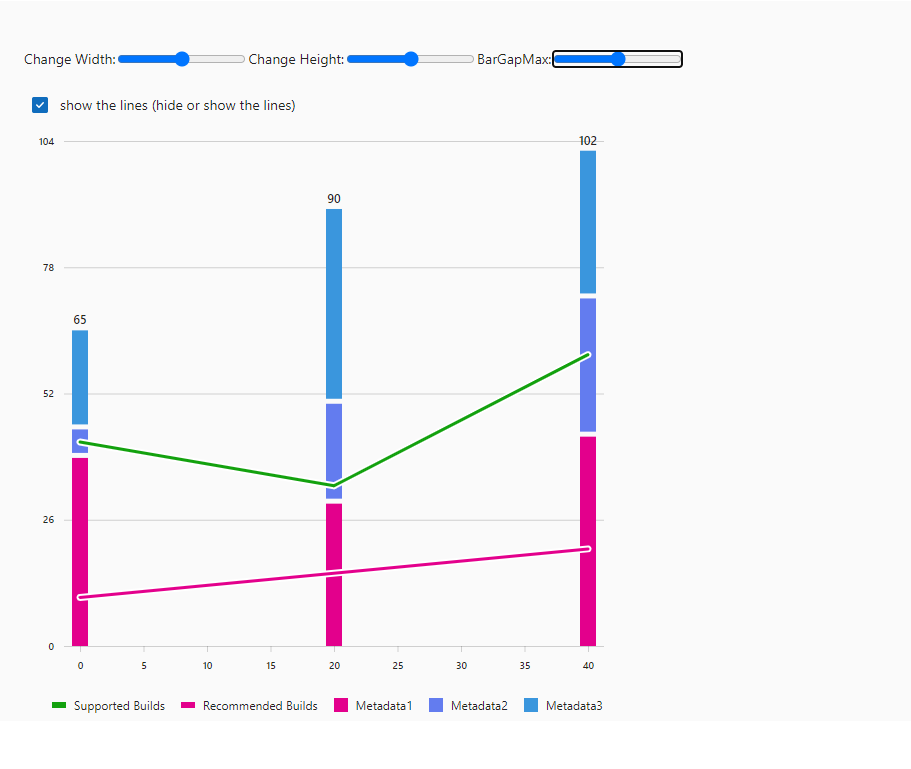 Change Width: Change Height: BarGapMax:
show the lines (hide or show the lines)
104
102
90
78
65
52
26
0
0 5 10 15 20 25 30 35 40
Supported Builds Recommended Builds Metadata1 Metadata2 Metadata3